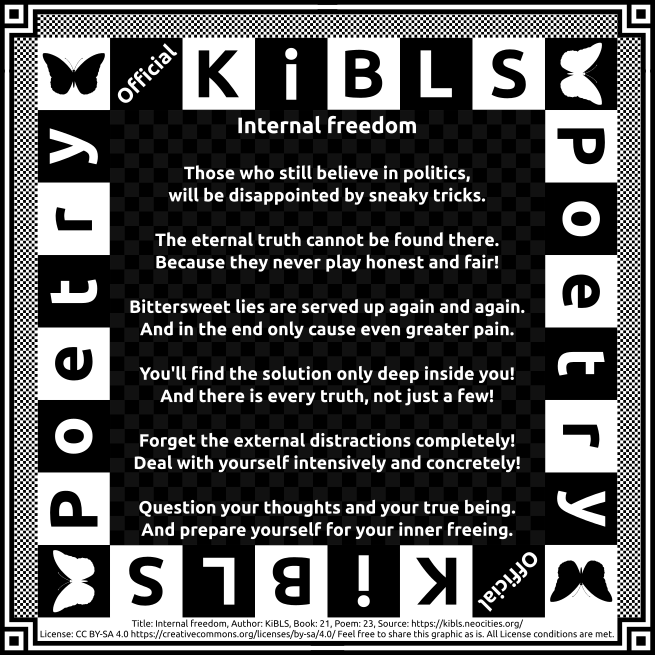 Official KiBLS
Poetry
Poetry
Internal freedom
Those who still believe in politics,
will be disappointed by sneaky tricks.
The eternal truth cannot be found there.
Because they never play honest and fair!
Bittersweet lies are served up again and again.
And in the end only cause even greater pain.
You'll find the solution only deep inside you!
And there is every truth, not just a few!
Forget the external distractions completely!
Deal with yourself intensively and concretely!
Question your thoughts and your true being.
And prepare yourself for your inner freeing.
Official KiBLS
Title: Internal freedom, Author: KiBLS, Book: 21, Poem: 23, Source: https://kibls.neocities.org/
License: CC BY-SA 4.0 https://creativecommons.org/licenses/by-sa/4.0/ Feel free to share this graphic as is. All License conditions are met.